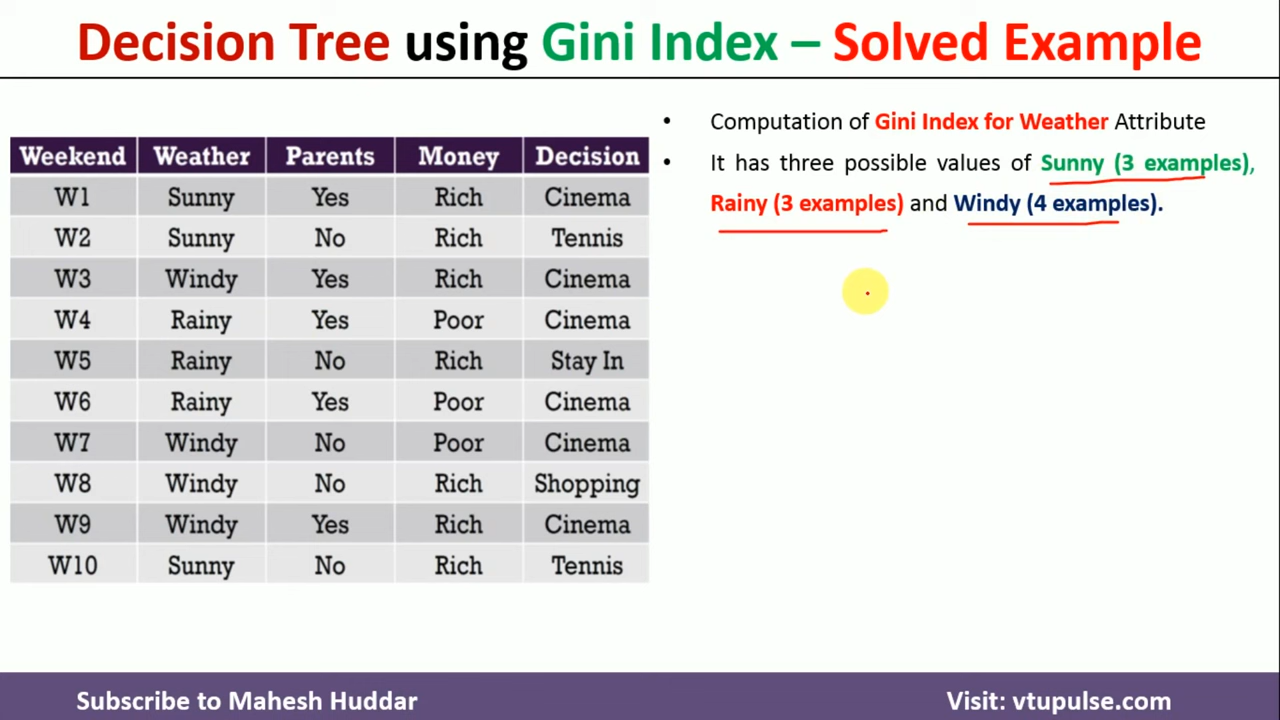 Decision Tree using Gini Index – Solved Example
Weekend Weather Parents Money Decision
W1 Sunny Yes Rich Cinema
W2 Sunny No Rich Tennis
W3 Windy Yes Rich Cinema
W4 Rainy Yes Poor Cinema
W5 Rainy No Rich Stay In
W6 Rainy Yes Poor Cinema
W7 Windy No Poor Cinema
W8 Windy No Rich Shopping
W9 Windy Yes Rich Cinema
W10 Sunny No Rich Tennis
• Computation of Gini Index for Weather Attribute
• It has three possible values of Sunny (3 examples),
Rainy (3 examples) and Windy (4 examples).
Subscribe to Mahesh Huddar
Visit: vtupulse.com